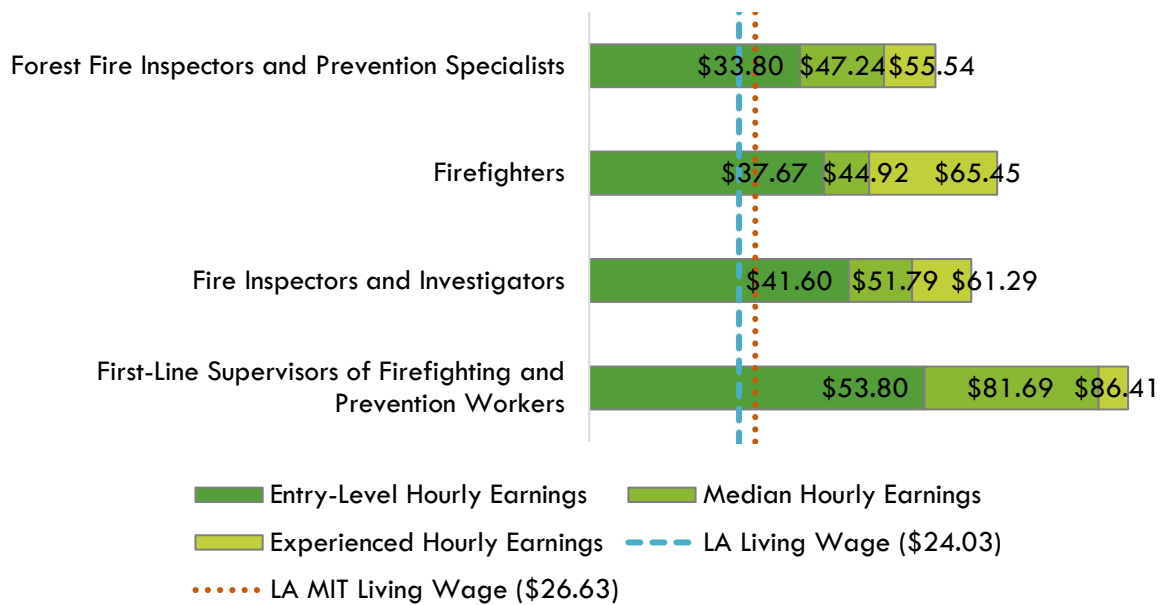 Forest Fire Inspectors and Prevention Specialists
$33.80 $47.24 $55.54
Firefighters
$37.67 $44.92 $65.45
Fire Inspectors and Investigators
$41.60 $51.79 $61.29
First-Line Supervisors of Firefighting and
Prevention Workers
$53.80 $81.69 $86.41
Entry-Level Hourly Earnings
Median Hourly Earnings
Experienced Hourly Earnings
LA Living Wage ($24.03)
LA MIT Living Wage ($26.63)